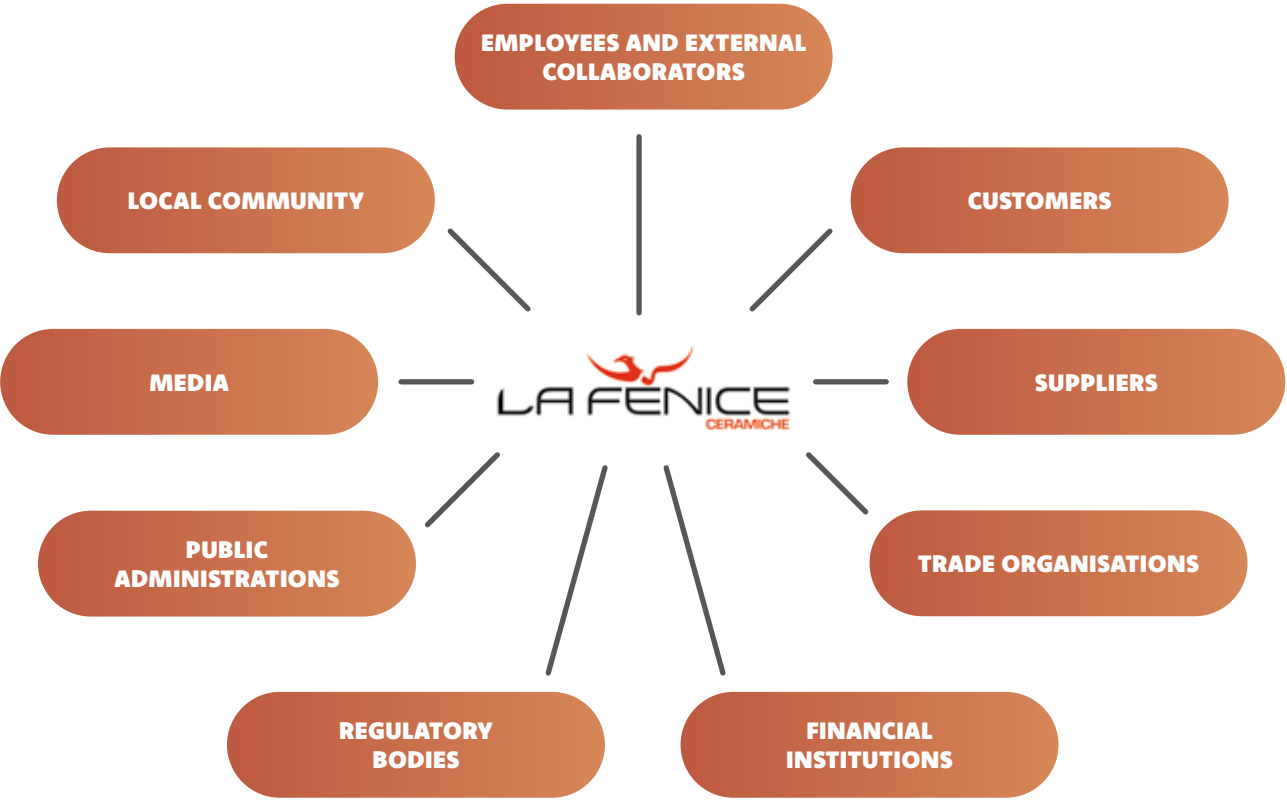 EMPLOYEES AND EXTERNAL
COLLABORATORS
LOCAL COMMUNITY
CUSTOMERS
MEDIA
LA FENICE
CERAMICHE
SUPPLIERS
PUBLIC
ADMINISTRATIONS
TRADE ORGANISATIONS
REGULATORY
BODIES
FINANCIAL
INSTITUTIONS